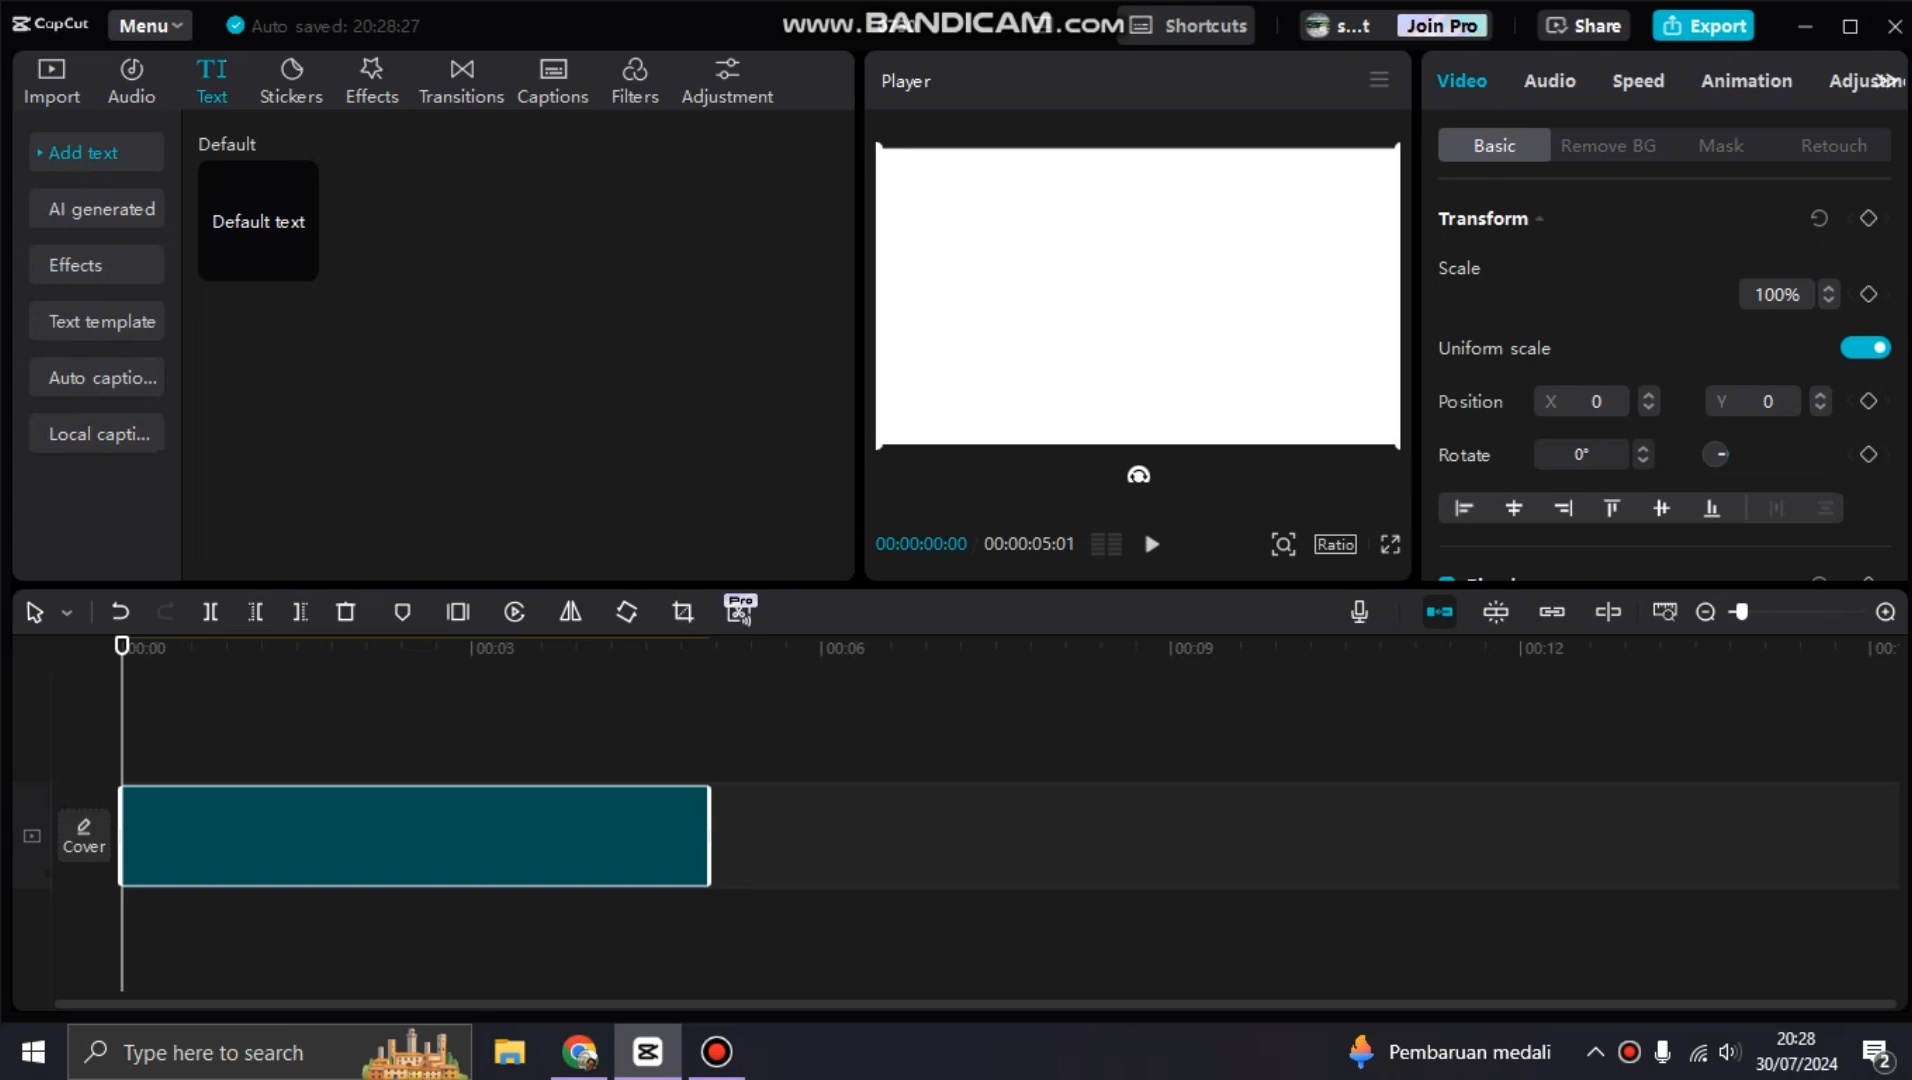 CapCut
Menu
Auto saved: 20:28:27
www.BANDICAM.com
Shortcuts
s...t
Join Pro
Share
Export
Import
Audio
TI
Text
Stickers
Effects
Transitions
Captions
Filters
Adjustment
Player
Video
Audio
Speed
Animation
Add text
AI generated
Effects
Text template
Auto captio...
Local capti...
Default
Default text
Basic
Remove BG
Mask
Retouch
Transform
Scale
100%
Uniform scale
Position
X 0
Y 0
Rotate
0°
00:00:00:00
00:00:05:01
Ratio
Pro
00:00
00:03
00:06
00:09
00:12
00:
Cover
Type here to search
Pembaruan medali
20:28
30/07/2024
2